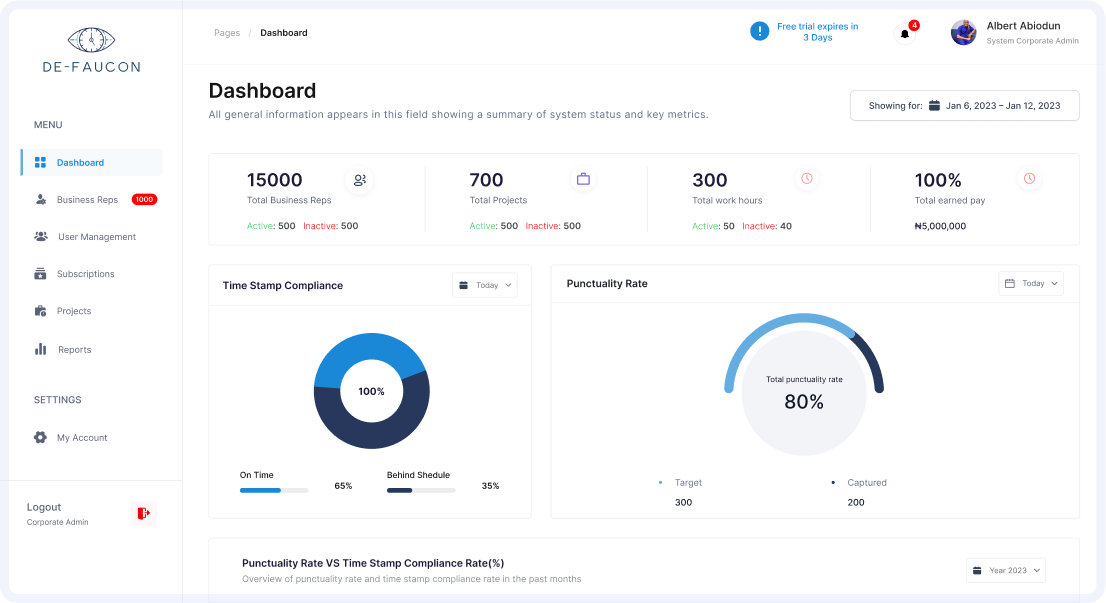 DE-FAUCON
MENU
Dashboard
Business Reps 1000
User Management
Subscriptions
Projects
Reports
SETTINGS
My Account
Logout
Corporate Admin
Pages / Dashboard
! Free trial expires in
3 Days
4
Albert Abiodun
System Corporate Admin
Dashboard
All general information appears in this field showing a summary of system status and key metrics.
Showing for: Jan 6, 2023 – Jan 12, 2023
15000
Total Business Reps
Active: 500 Inactive: 500
700
Total Projects
Active: 500 Inactive: 500
300
Total work hours
Active: 50 Inactive: 40
100%
Total earned pay
₦5,000,000
Time Stamp Compliance
Today
100%
On Time
65%
Behind Shedule
35%
Punctuality Rate
Today
Total punctuality rate
80%
Target
300
Captured
200
Punctuality Rate VS Time Stamp Compliance Rate(%)
Overview of punctuality rate and time stamp compliance rate in the past months
Year 2023